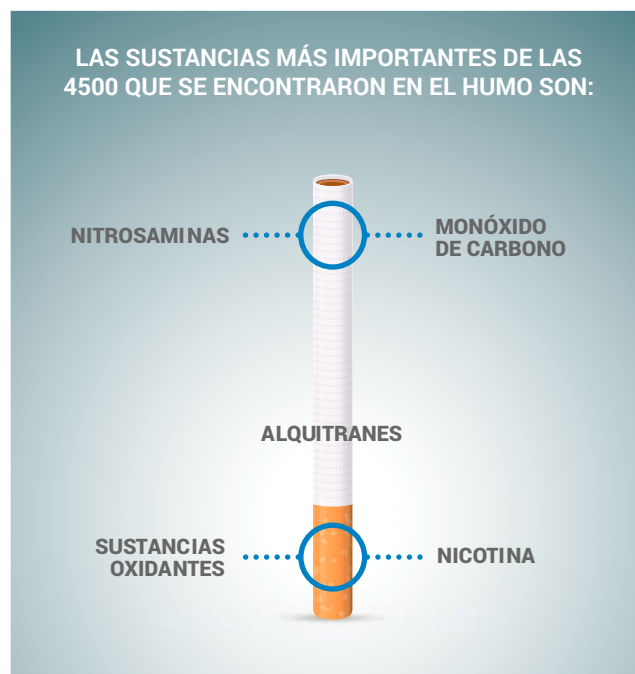 LAS SUSTANCIAS MÁS IMPORTANTES DE LAS
4500 QUE SE ENCONTRARON EN EL HUMO SON:
NITROSAMINAS
MONÓXIDO
DE CARBONO
ALQUITRANES
SUSTANCIAS
OXIDANTES
NICOTINA